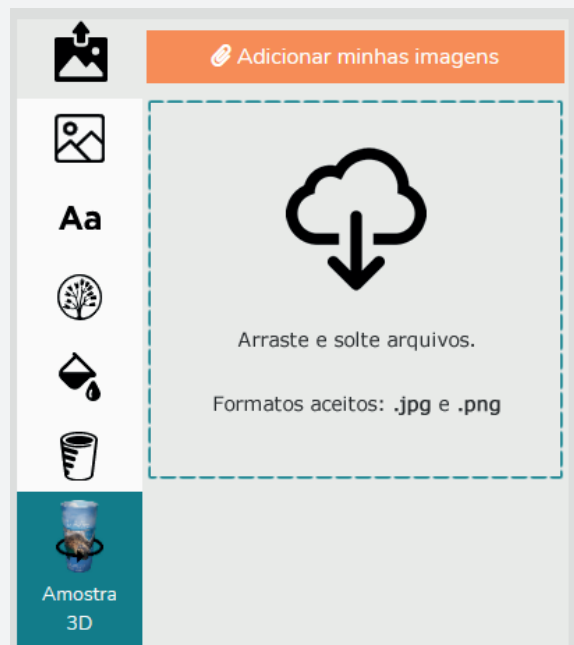 Adicionar minhas imagens
Aa
Arraste e solte arquivos.
Formatos aceitos: .jpg e .png
Amostra
3D